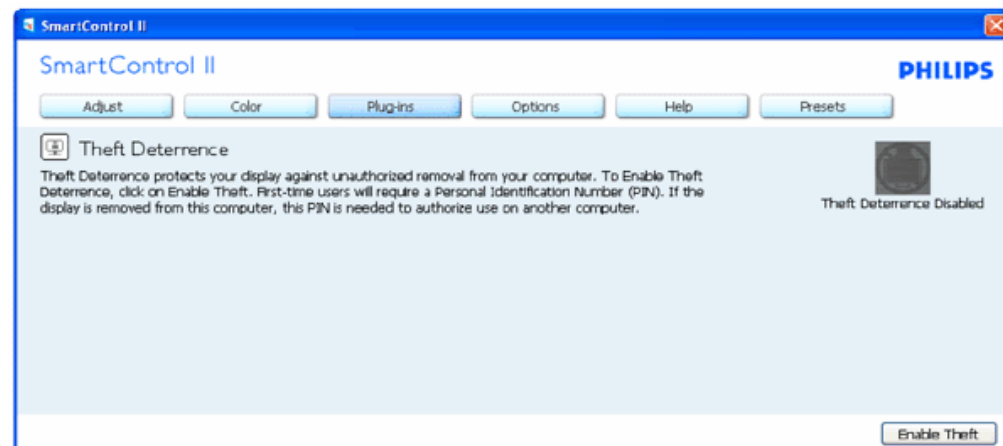 SmartControl II
SmartControl II
PHILIPS
Adjust Color Plug-ins Options Help Presets
Theft Deterrence
Theft Deterrence protects your display against unauthorized removal from your computer. To Enable Theft
Deterrence, click on Enable Theft. First-time users will require a Personal Identification Number (PIN). If the
display is removed from this computer, this PIN is needed to authorize use on another computer.
Theft Deterrence Disabled
Enable Theft